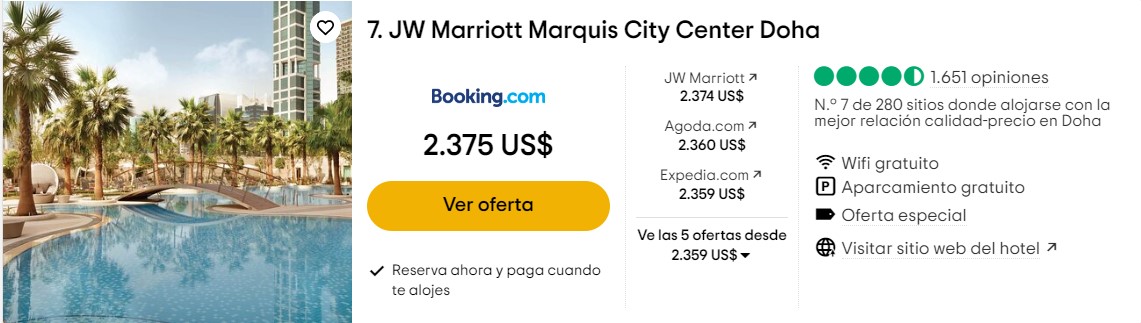 7. JW Marriott Marquis City Center Doha
Booking.com
2.375 US$
Ver oferta
Reserva ahora y paga cuando
te alojes
JW Marriott
2.374 US$
Agoda.com
2.360 US$
Expedia.com
2.359 US$
Ve las 5 ofertas desde
2.359 US$
1.651 opiniones
N.º 7 de 280 sitios donde alojarse con la
mejor relación calidad-precio en Doha
Wifi gratuito
P Aparcamiento gratuito
Oferta especial
Visitar sitio web del hotel